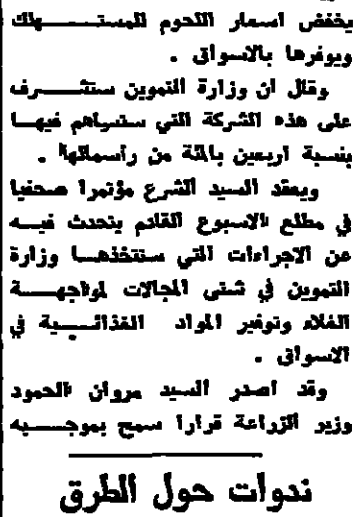 يخفض اسعار اللحوم للمستهلك
ويوفرها بالاسواق .
وقال ان وزارة التموين ستشرف
على هذه الشركة التي ستساهم فيها
بنسبة اربعين بالمئة من رأسمالها .
ويعقد السيد الشرع مؤتمرا صحفيا
في مطلع الاسبوع القادم يتحدث فيه
عن الاجراءات التي ستتخذها وزارة
التموين في شتى المجالات لمواجهة
الغلاء وتوفير المواد الغذائية في
الاسواق .
وقد اصدر السيد مروان الحمود
وزير الزراعة قرارا سمح بموجبه
ندوات حول الطرق